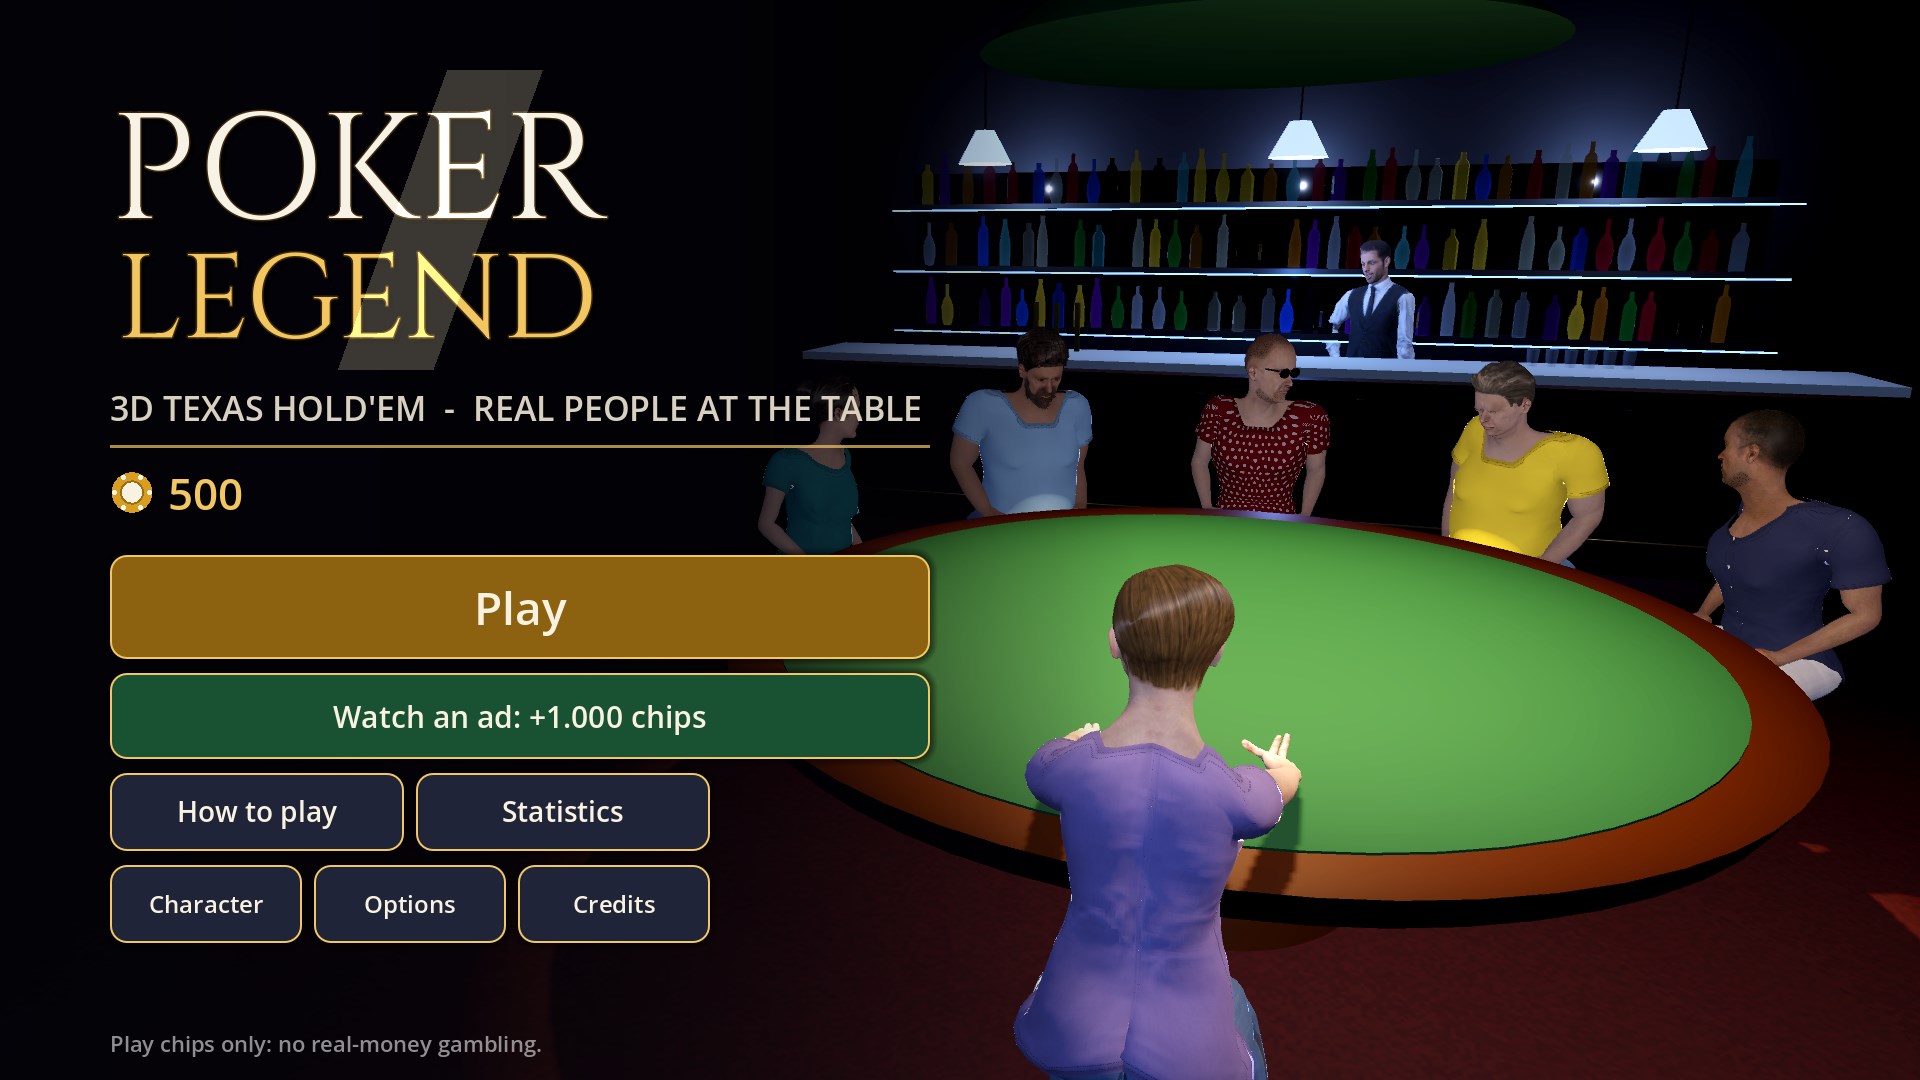 POKER
LEGEND
3D TEXAS HOLD'EM - REAL PEOPLE AT THE TABLE
500
Play
Watch an ad: +1.000 chips
How to play
Statistics
Character
Options
Credits
Play chips only: no real-money gambling.